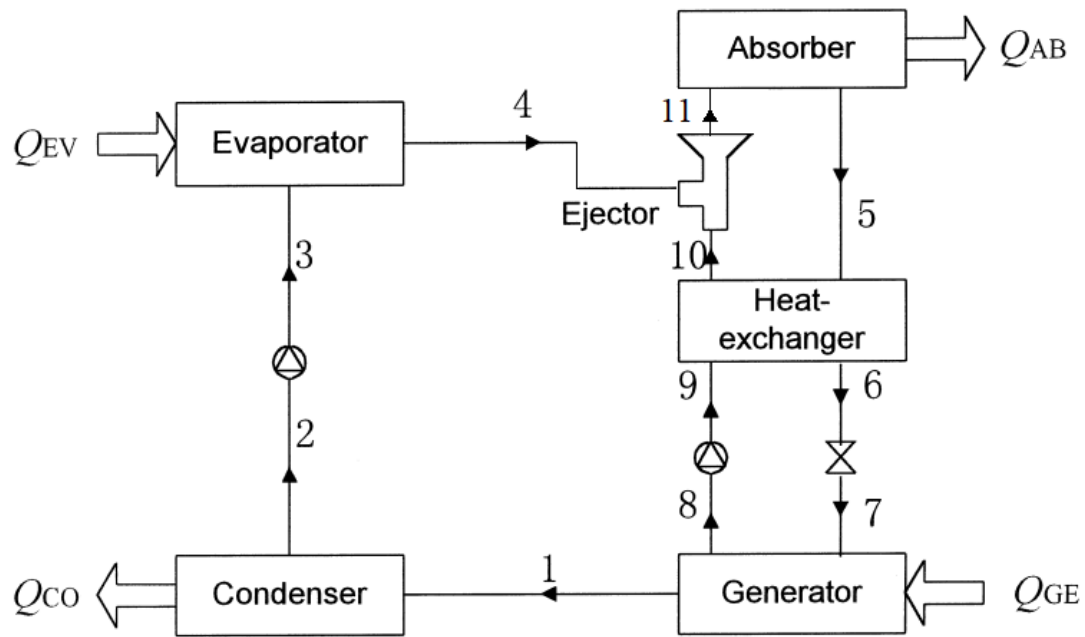 Absorber
QAB
11
4
QEV
Evaporator
Ejector
5
10
3
Heat-
exchanger
9
6
2
8
7
1
QCO
Condenser
Generator
QGE